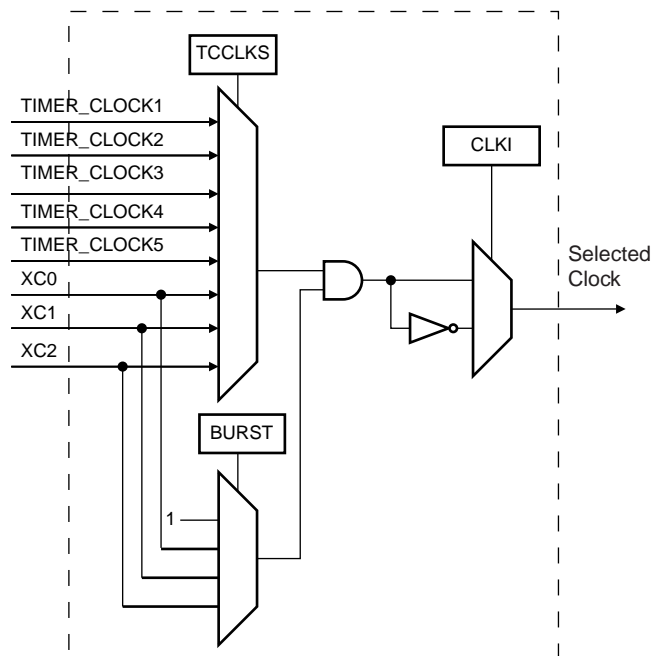 TCCLKS
TIMER_CLOCK1
TIMER_CLOCK2
TIMER_CLOCK3
TIMER_CLOCK4
TIMER_CLOCK5
XC0
XC1
XC2
CLKI
Selected
Clock
BURST
1